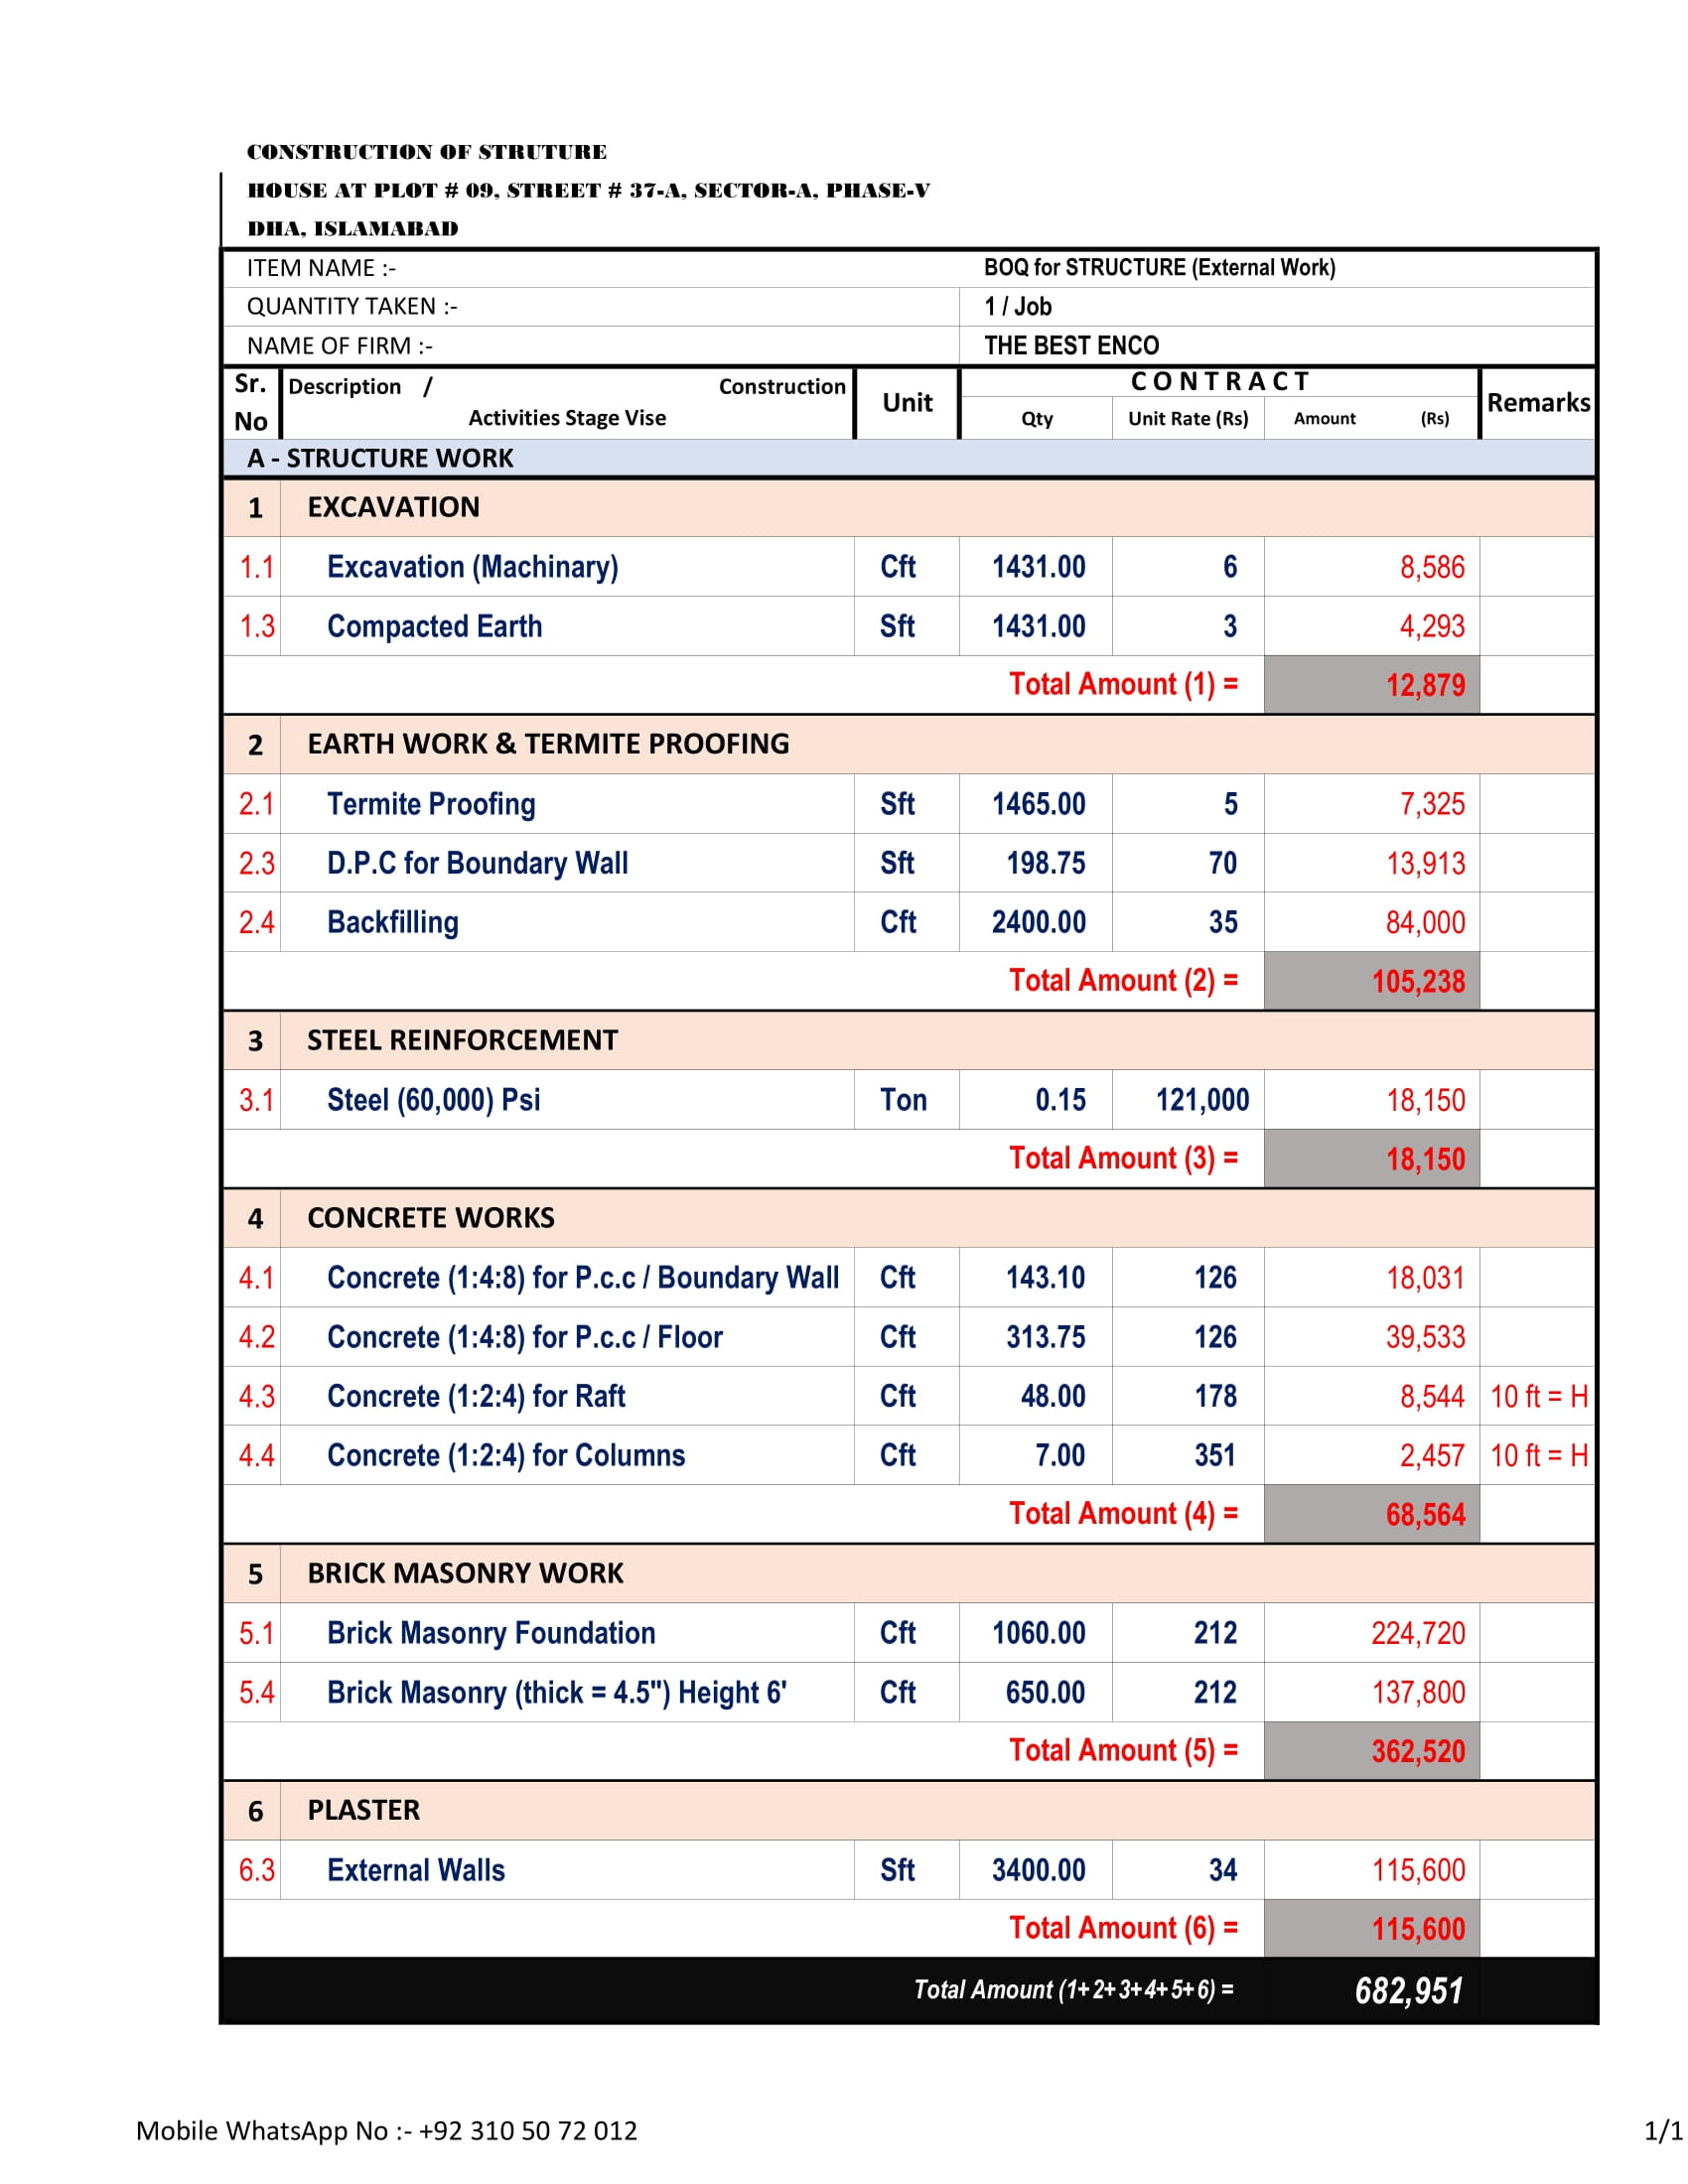 CONSTRUCTION OF STRUTURE
HOUSE AT PLOT # 09, STREET # 37-A, SECTOR-A, PHASE-V
DHA, ISLAMABAD
ITEM NAME :- BOQ for STRUCTURE (External Work)
QUANTITY TAKEN :- 1 / Job
NAME OF FIRM :- THE BEST ENCO
Sr. No Description / Construction Activities Stage Vise Unit CONTRACT Remarks
Qty Unit Rate (Rs) Amount (Rs)
A - STRUCTURE WORK
1 EXCAVATION
1.1 Excavation (Machinary) Cft 1431.00 6 8,586
1.3 Compacted Earth Sft 1431.00 3 4,293
Total Amount (1) = 12,879
2 EARTH WORK & TERMITE PROOFING
2.1 Termite Proofing Sft 1465.00 5 7,325
2.3 D.P.C for Boundary Wall Sft 198.75 70 13,913
2.4 Backfilling Cft 2400.00 35 84,000
Total Amount (2) = 105,238
3 STEEL REINFORCEMENT
3.1 Steel (60,000) Psi Ton 0.15 121,000 18,150
Total Amount (3) = 18,150
4 CONCRETE WORKS
4.1 Concrete (1:4:8) for P.c.c / Boundary Wall Cft 143.10 126 18,031
4.2 Concrete (1:4:8) for P.c.c / Floor Cft 313.75 126 39,533
4.3 Concrete (1:2:4) for Raft Cft 48.00 178 8,544 10 ft = H
4.4 Concrete (1:2:4) for Columns Cft 7.00 351 2,457 10 ft = H
Total Amount (4) = 68,564
5 BRICK MASONRY WORK
5.1 Brick Masonry Foundation Cft 1060.00 212 224,720
5.4 Brick Masonry (thick = 4.5") Height 6' Cft 650.00 212 137,800
Total Amount (5) = 362,520
6 PLASTER
6.3 External Walls Sft 3400.00 34 115,600
Total Amount (6) = 115,600
Total Amount (1+2+3+4+5+6) = 682,951
Mobile WhatsApp No :- +92 310 50 72 012 1/1